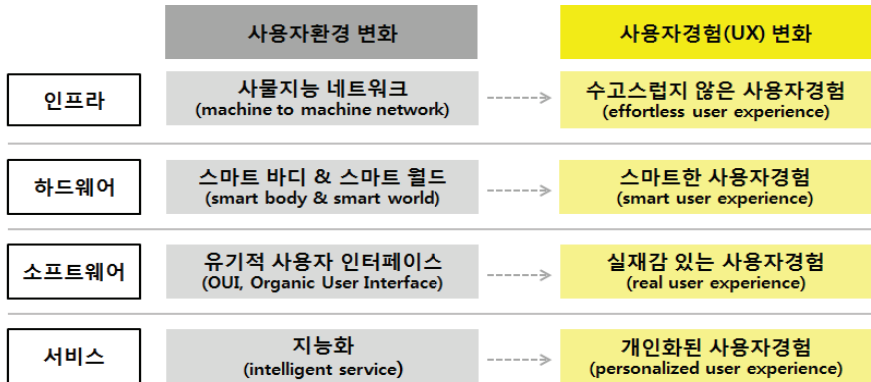 사용자환경 변화
사용자경험(UX) 변화
인프라
사물지능 네트워크
(machine to machine network)
수고스럽지 않은 사용자경험
(effortless user experience)
하드웨어
스마트 바디 & 스마트 월드
(smart body & smart world)
스마트한 사용자경험
(smart user experience)
소프트웨어
유기적 사용자 인터페이스
(OUI, Organic User Interface)
실재감 있는 사용자경험
(real user experience)
서비스
지능화
(intelligent service)
개인화된 사용자경험
(personalized user experience)